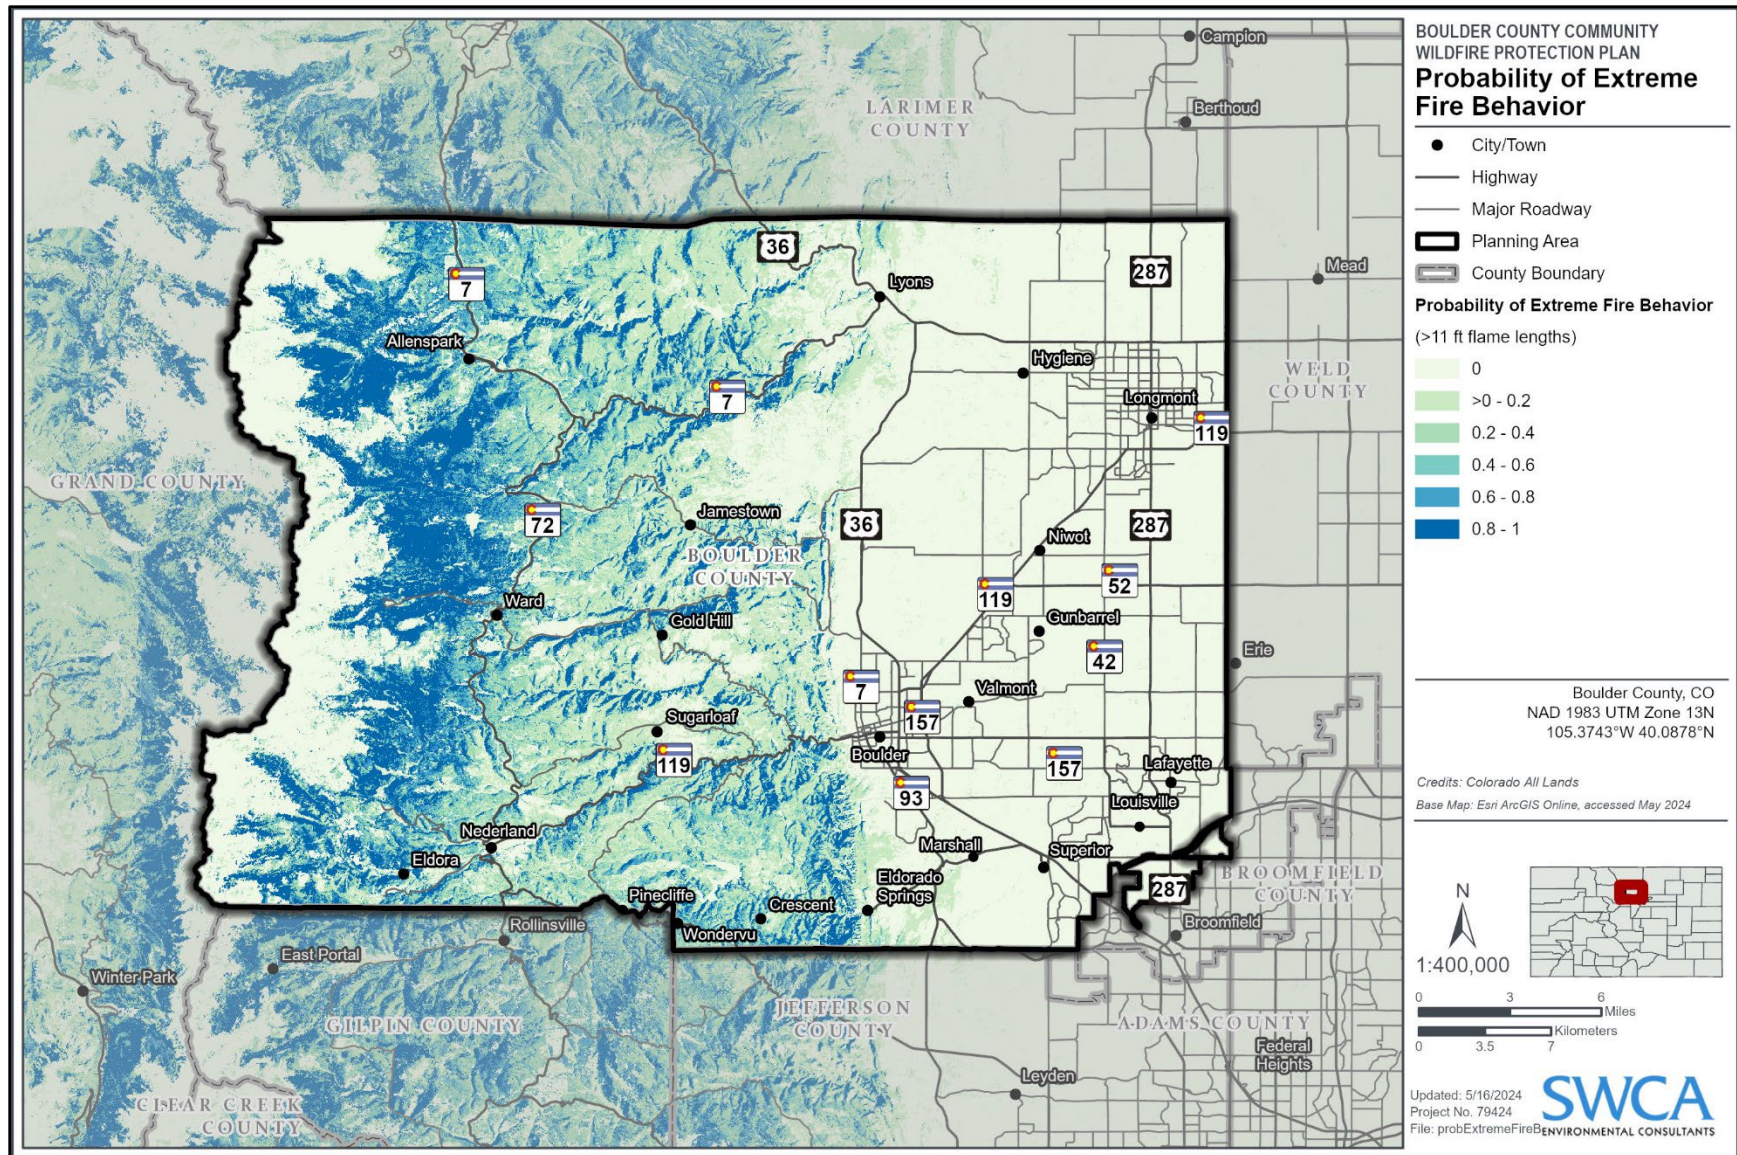 BOULDER COUNTY COMMUNITY
WILDFIRE PROTECTION PLAN
Probability of Extreme
Fire Behavior
City/Town
Highway
Major Roadway
Planning Area
County Boundary
Probability of Extreme Fire Behavior
(>11 ft flame lengths)
0
>0 - 0.2
0.2 - 0.4
0.4 - 0.6
0.6 - 0.8
0.8 - 1
Boulder County, CO
NAD 1983 UTM Zone 13N
105.3743°W 40.0878°N
Credits: Colorado All Lands
Base Map: Esri ArcGIS Online, accessed May 2024
N
1:400,000
0 3 6
Miles
Kilometers
0 3.5 7
Updated: 5/16/2024
Project No. 79424
File: probExtremeFireB
SWCA
ENVIRONMENTAL CONSULTANTS
Campion
LARIMER
COUNTY
Berthoud
36
287
7
Mead
Lyons
Allenspark
Hygiene
WELD
COUNTY
7
Longmont
119
GRAND COUNTY
72
Jamestown
36
287
BOULDER
COUNTY
Niwot
119
52
Ward
Gold Hill
Gunbarrel
42
Erie
7
Valmont
Sugarloaf
157
119
Boulder
157
Lafayette
93
Louisville
Nederland
Marshall
Superior
Eldora
Eldorado
Springs
287
BROOMFIELD
COUNTY
Pinecliffe
Crescent
Wondervu
Broomfield
Rollinsville
East Portal
Winter Park
GILPIN COUNTY
JEFFERSON
COUNTY
ADAMS COUNTY
Federal
Heights
Leyden
CLEAR CREEK
COUNTY